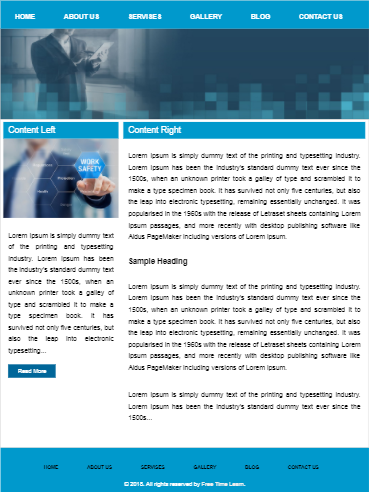 HOME ABOUT US SERVISES GALLERY BLOG CONTACT US
Content Left
WORK
SAFETY
Lorem Ipsum is simply dummy text
of the printing and typesetting
industry. Lorem Ipsum has been
the industry's standard dummy text
ever since the 1500s, when an
unknown printer took a galley of
type and scrambled it to make a
type specimen book. It has
survived not only five centuries, but
also the leap into electronic
typesetting...
Read More
Content Right
Lorem Ipsum is simply dummy text of the printing and typesetting industry.
Lorem Ipsum has been the industry's standard dummy text ever since the
1500s, when an unknown printer took a galley of type and scrambled it to
make a type specimen book. It has survived not only five centuries, but also
the leap into electronic typesetting, remaining essentially unchanged. It was
popularised in the 1960s with the release of Letraset sheets containing Lorem
Ipsum passages, and more recently with desktop publishing software like
Aldus PageMaker including versions of Lorem Ipsum.
Sample Heading
Lorem Ipsum is simply dummy text of the printing and typesetting industry.
Lorem Ipsum has been the industry's standard dummy text ever since the
1500s, when an unknown printer took a galley of type and scrambled it to
make a type specimen book. It has survived not only five centuries, but also
the leap into electronic typesetting, remaining essentially unchanged. It was
popularised in the 1960s with the release of Letraset sheets containing Lorem
Ipsum passages, and more recently with desktop publishing software like
Aldus PageMaker including versions of Lorem Ipsum.
Lorem Ipsum is simply dummy text of the printing and typesetting industry.
Lorem Ipsum has been the industry's standard dummy text ever since the
1500s...
HOME ABOUT US SERVISES GALLERY BLOG CONTACT US
© 2018. All rights reserved by Free Time Learn.